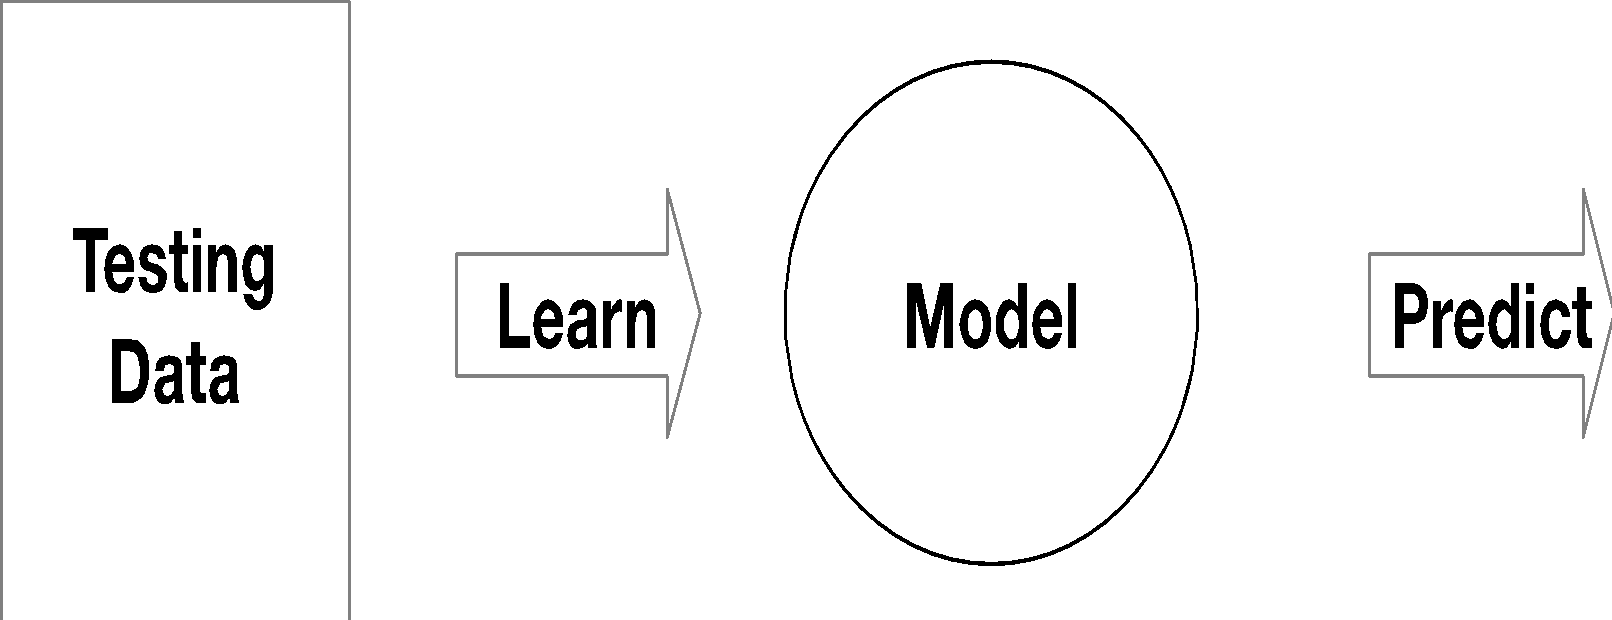 Testing
Data
Learn
Model
Predict